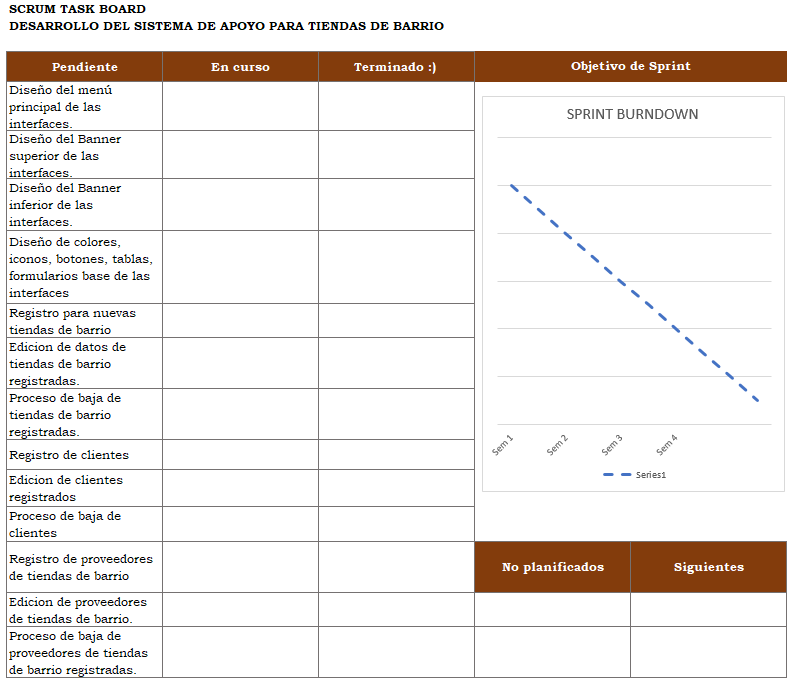 SCRUM TASK BOARD
DESARROLLO DEL SISTEMA DE APOYO PARA TIENDAS DE BARRIO
Pendiente
En curso
Terminado :)
Objetivo de Sprint
Diseño del menú
principal de las
interfaces.
Diseño del Banner
superior de las
interfaces.
Diseño del Banner
inferior de las
interfaces.
Diseño de colores,
iconos, botones, tablas,
formularios base de las
interfaces
Registro para nuevas
tiendas de barrio
Edicion de datos de
tiendas de barrio
registradas.
Proceso de baja de
tiendas de barrio
registradas.
Registro de clientes
Edicion de clientes
registrados
Proceso de baja de
clientes
Registro de proveedores
de tiendas de barrio
Edicion de proveedores
de tiendas de barrio.
Proceso de baja de
proveedores de tiendas
de barrio registradas.
SPRINT BURNDOWN
Sem 1
Sem 2
Sem 3
Sem 4
Series1
No planificados
Siguientes